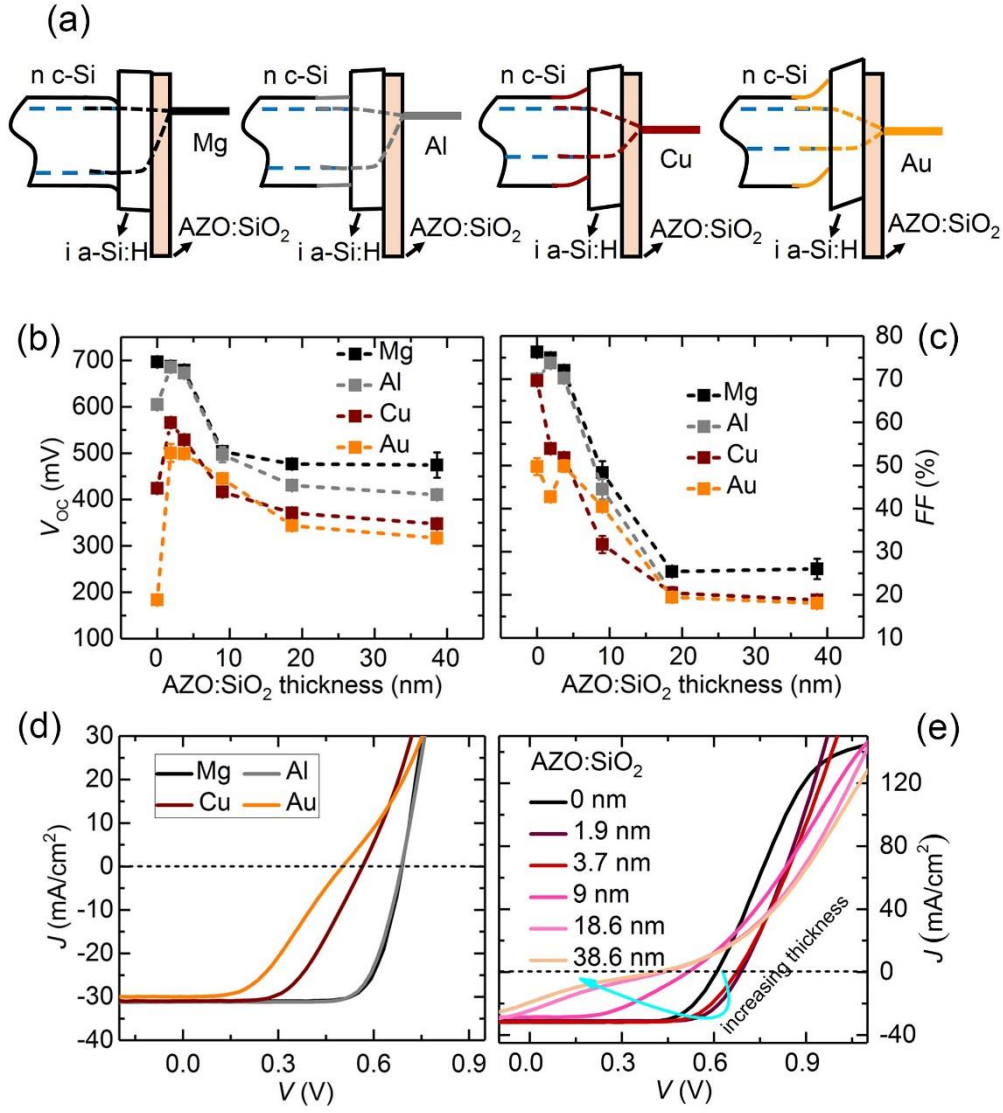 (a)
n c-Si
n c-Si
n c-Si
n c-Si
Mg
Al
Cu
Au
i a-Si:H
AZO:SiO₂
i a-Si:H
AZO:SiO₂
i a-Si:H
AZO:SiO₂
i a-Si:H
AZO:SiO₂
(b)
700
600
500
400
300
200
100
V_OC (mV)
Mg
Al
Cu
Au
0 10 20 30 40
AZO:SiO₂ thickness (nm)
(c)
80
70
60
50
40
30
20
10
FF (%)
Mg
Al
Cu
Au
0 10 20 30 40
AZO:SiO₂ thickness (nm)
(d)
30
20
10
0
-10
-20
-30
-40
J (mA/cm²)
Mg Al
Cu Au
0.0 0.3 0.6 0.9
V (V)
(e)
AZO:SiO₂
0 nm
1.9 nm
3.7 nm
9 nm
18.6 nm
38.6 nm
increasing thickness
120
80
40
0
-40
J (mA/cm²)
0.0 0.3 0.6 0.9
V (V)